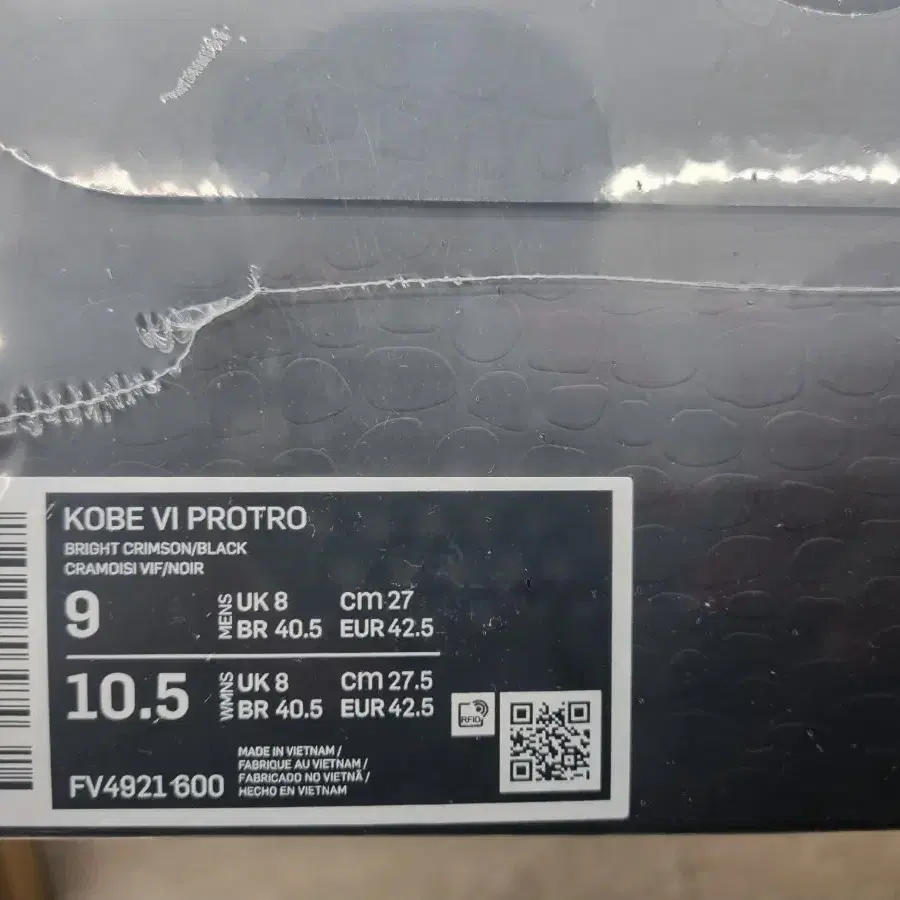 KOBE VI PROTRO
BRIGHT CRIMSON/BLACK
CRAMOISI VIF/NOIR
9 MENS UK 8 cm 27
BR 40.5 EUR 42.5
10.5 WMNS UK 8 cm 27.5
BR 40.5 EUR 42.5
RFID
FV4921-600
MADE IN VIETNAM /
FABRIQUE AU VIETNAM /
FABRICADO NO VIETNÃ /
HECHO EN VIETNAM